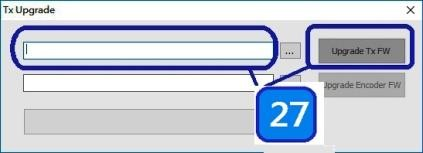 Tx Upgrade
...
Upgrade Tx FW
Upgrade Encoder FW
27